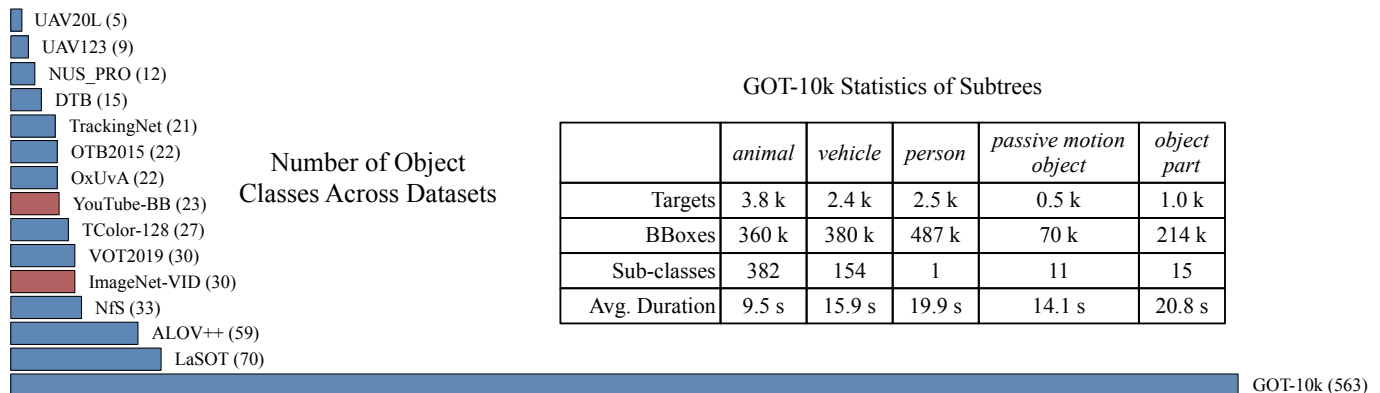 UAV20L (5)
UAV123 (9)
NUS_PRO (12)
DTB (15)
TrackingNet (21)
OTB2015 (22)
OxUvA (22)
YouTube-BB (23)
TColor-128 (27)
VOT2019 (30)
ImageNet-VID (30)
NfS (33)
ALOV++ (59)
LaSOT (70)
GOT-10k (563)
Number of Object
Classes Across Datasets
GOT-10k Statistics of Subtrees
animal vehicle person passive motion object object part
Targets 3.8 k 2.4 k 2.5 k 0.5 k 1.0 k
BBoxes 360 k 380 k 487 k 70 k 214 k
Sub-classes 382 154 1 11 15
Avg. Duration 9.5 s 15.9 s 19.9 s 14.1 s 20.8 s